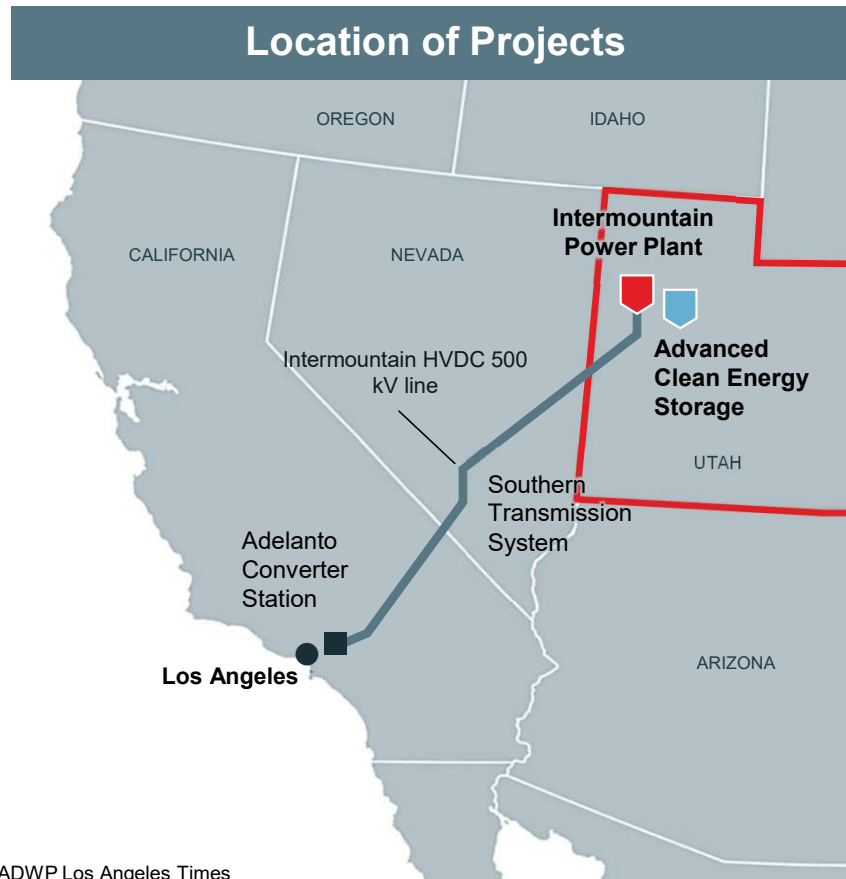 Location of Projects
OREGON
IDAHO
Intermountain
Power Plant
CALIFORNIA
NEVADA
Advanced
Clean Energy
Storage
Intermountain HVDC 500
kV line
UTAH
Southern
Transmission
System
Adelanto
Converter
Station
Los Angeles
ARIZONA
ADWP Los Angeles Times